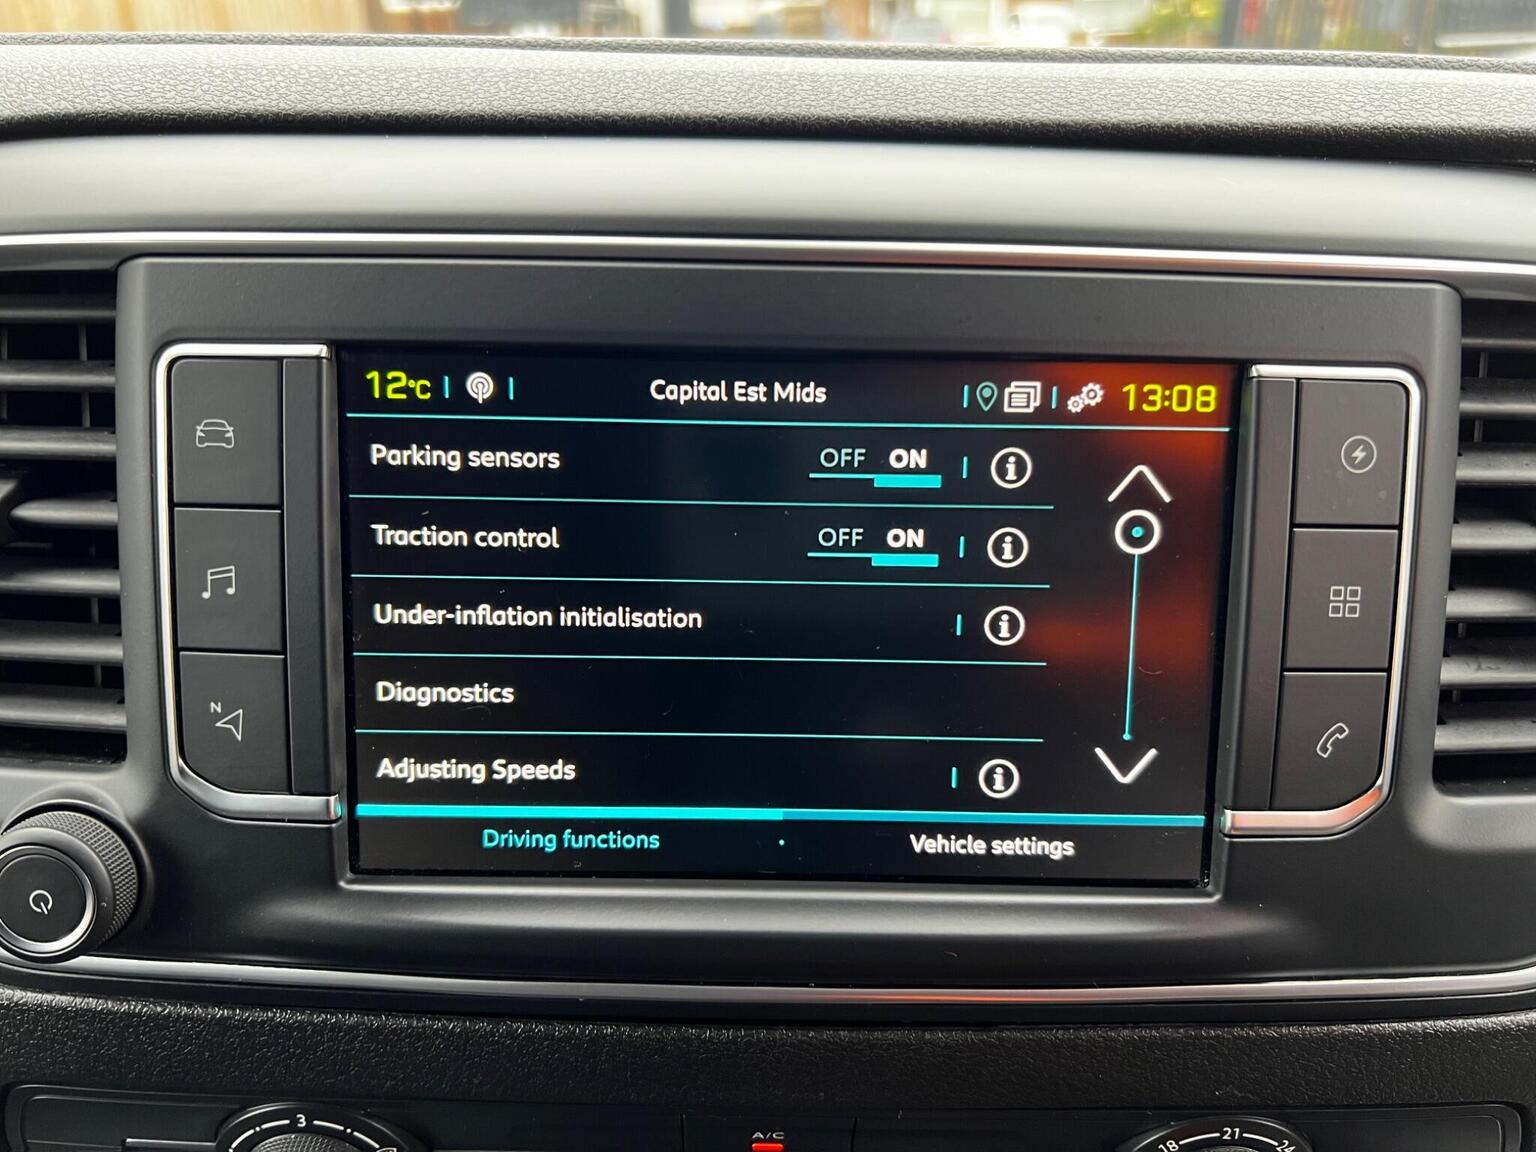 12°C Capital Est Mids 13:08
Parking sensors OFF ON
Traction control OFF ON
Under-inflation initialisation
Diagnostics
Adjusting Speeds
Driving functions Vehicle settings
N
3
A/C
18 21 24